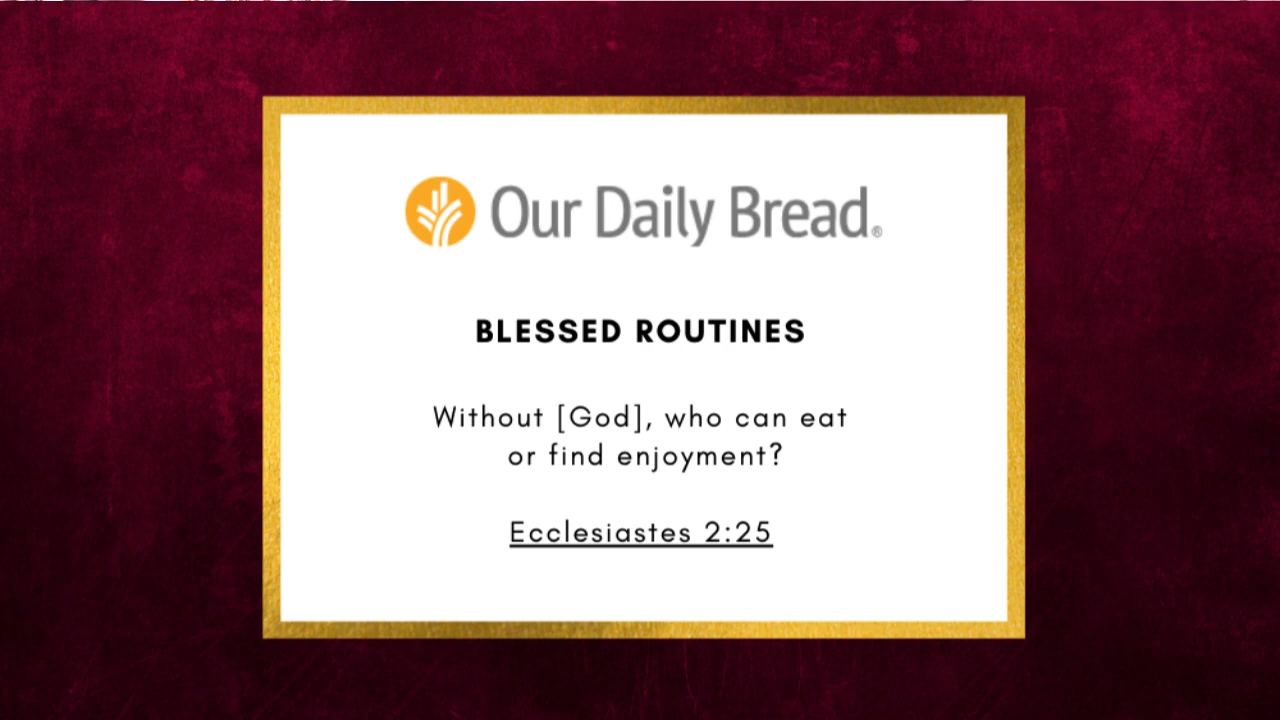 Our Daily Bread®
BLESSED ROUTINES
Without [God], who can eat
or find enjoyment?
Ecclesiastes 2:25